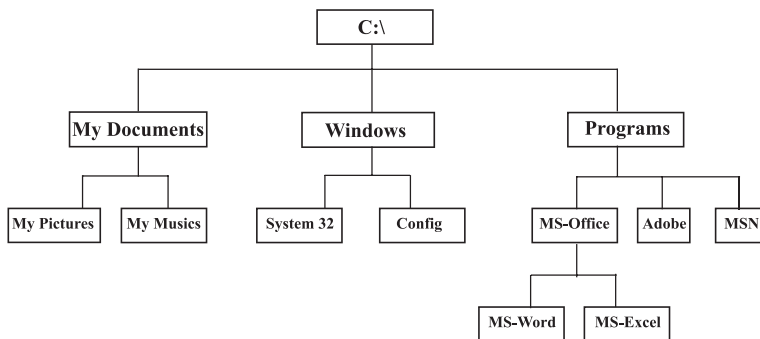 C:\
My Documents
Windows
Programs
My Pictures
My Musics
System 32
Config
MS-Office
Adobe
MSN
MS-Word
MS-Excel